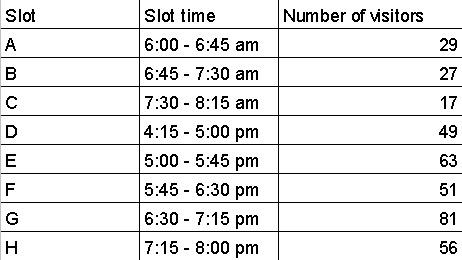 Slot Slot time Number of visitors
A 6:00 - 6:45 am 29
B 6:45 - 7:30 am 27
C 7:30 - 8:15 am 17
D 4:15 - 5:00 pm 49
E 5:00 - 5:45 pm 63
F 5:45 - 6:30 pm 51
G 6:30 - 7:15 pm 81
H 7:15 - 8:00 pm 56